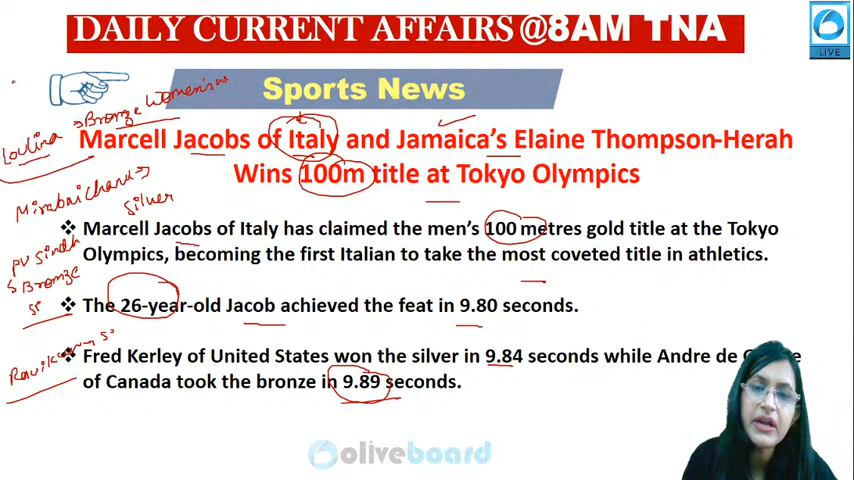 DAILY CURRENT AFFAIRS @8AM TNA
LIVE
Sports News
→Bronze Women's
Lovlina
Marcell Jacobs of Italy and Jamaica's Elaine Thompson-Herah
Wins 100m title at Tokyo Olympics
Mirabai Chanu →
Silver
❖ Marcell Jacobs of Italy has claimed the men's 100 metres gold title at the Tokyo
Olympics, becoming the first Italian to take the most coveted title in athletics.
PV Sindh
Bronze
❖ The 26-year-old Jacob achieved the feat in 9.80 seconds.
❖ Fred Kerley of United States won the silver in 9.84 seconds while Andre de
of Canada took the bronze in 9.89 seconds.
oliveboard